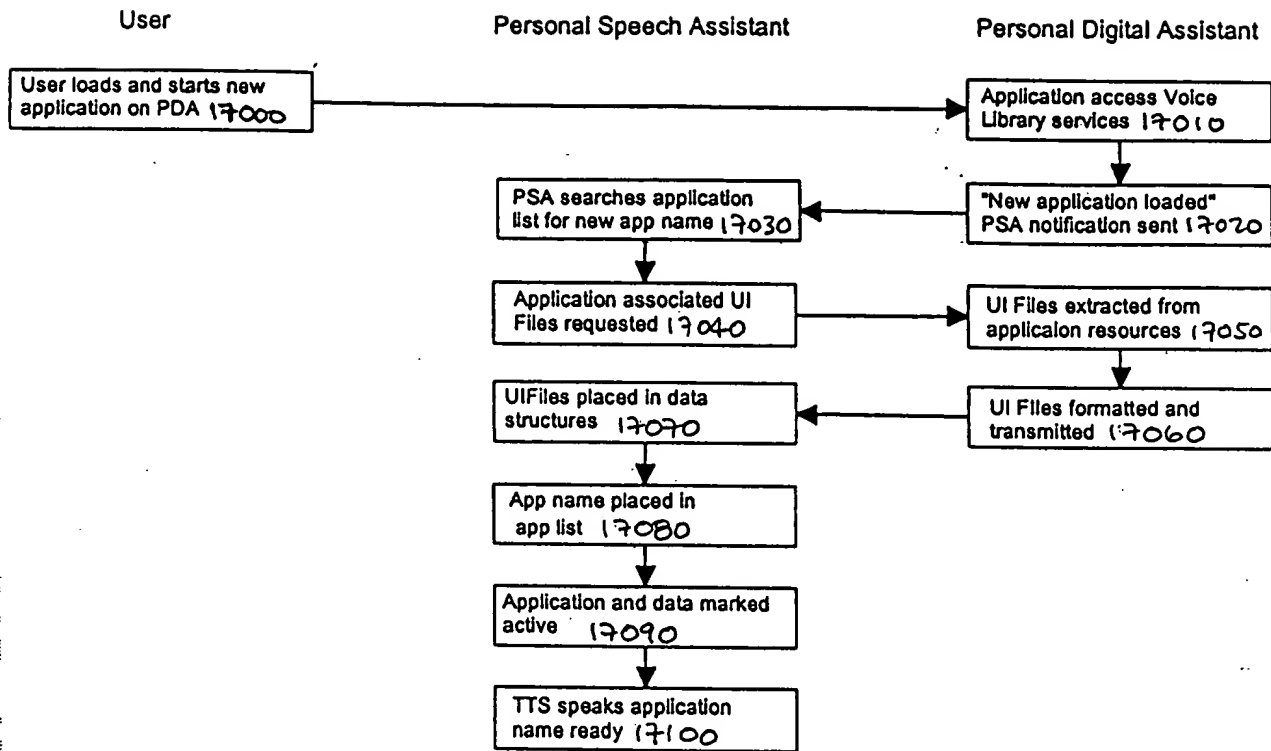 User
Personal Speech Assistant
Personal Digital Assistant
User loads and starts new
application on PDA 17000
Application access Voice
Library services 17010
PSA searches application
list for new app name 17030
"New application loaded"
PSA notification sent 17020
Application associated UI
Files requested 17040
UI Files extracted from
applicaion resources 17050
UIFiles placed in data
structures 17070
UI Files formatted and
transmitted 17060
App name placed in
app list 17080
Application and data marked
active 17090
TTS speaks application
name ready 17100